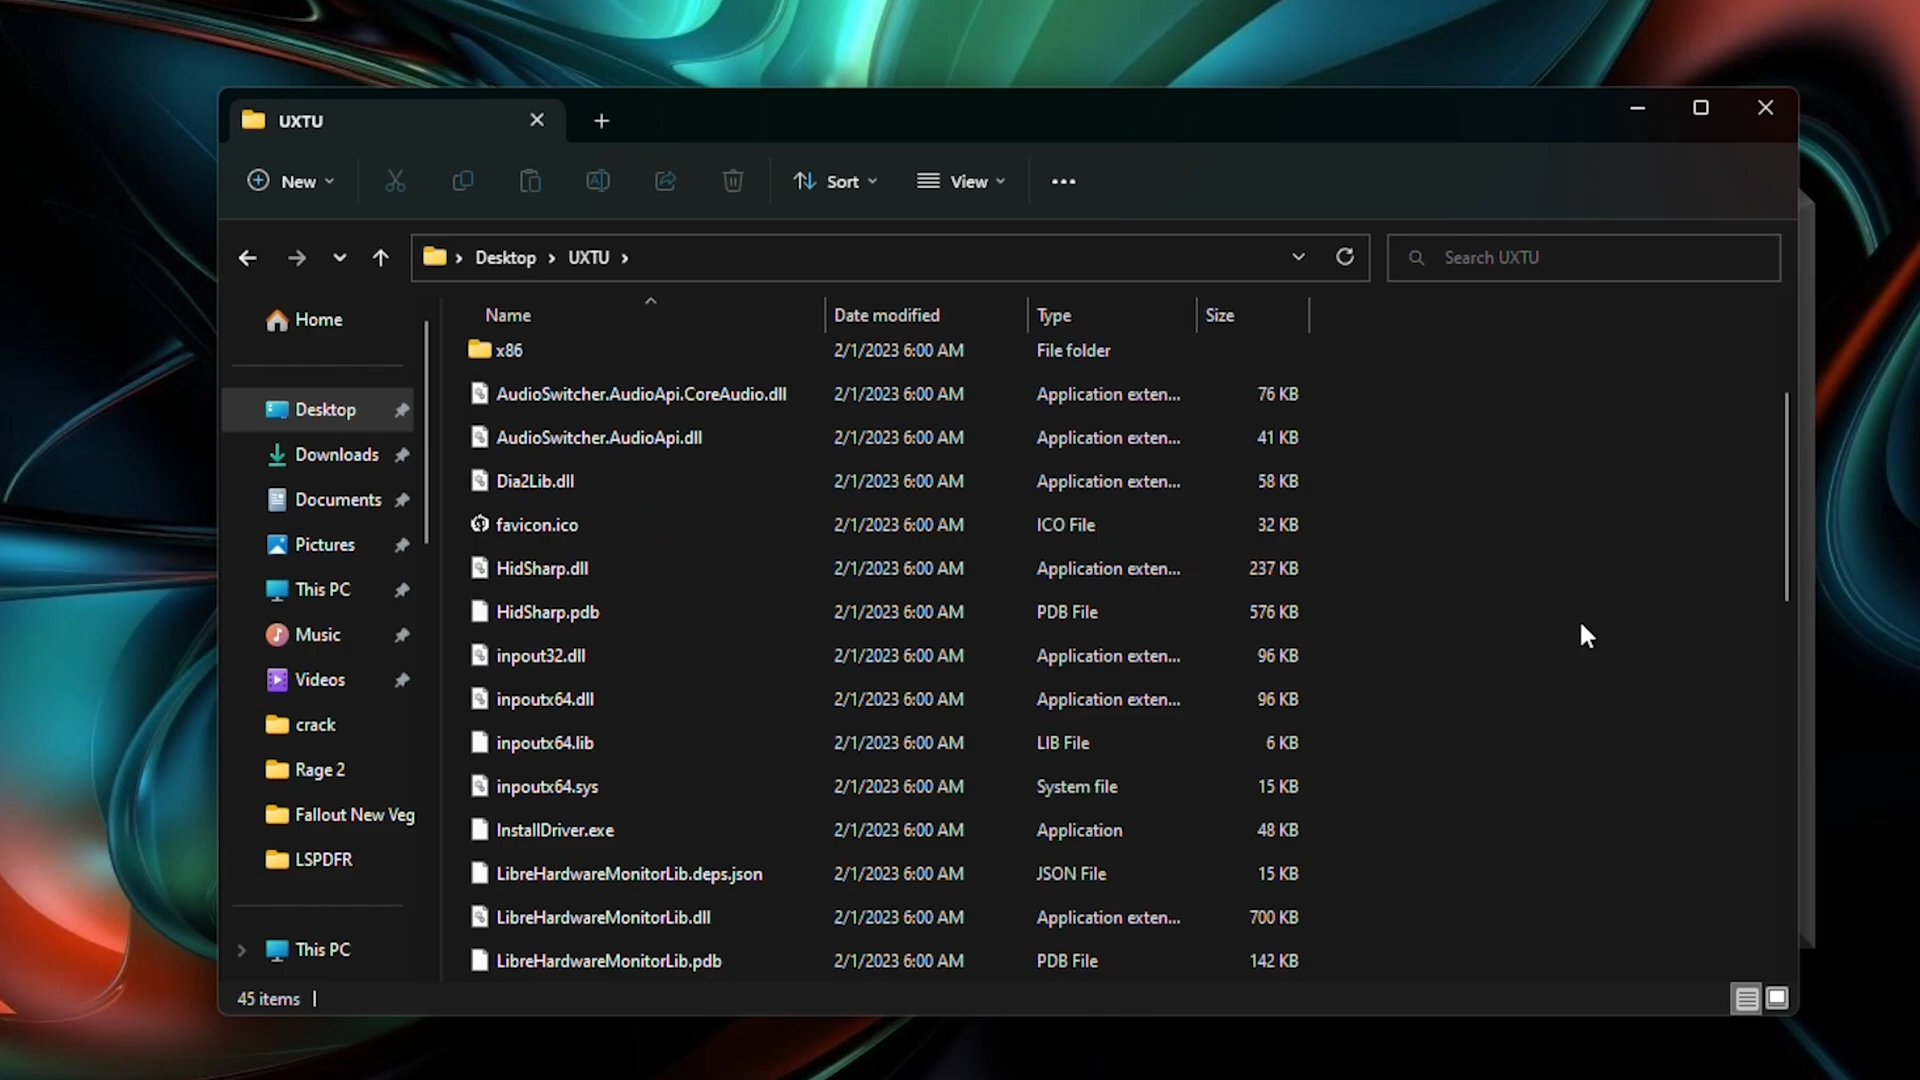 UXTU
New
Sort
View
Desktop
UXTU
Search UXTU
Home
Desktop
Downloads
Documents
Pictures
This PC
Music
Videos
crack
Rage 2
Fallout New Veg
LSPDFR
This PC
Name Date modified Type Size
x86 2/1/2023 6:00 AM File folder
AudioSwitcher.AudioApi.CoreAudio.dll 2/1/2023 6:00 AM Application exten... 76 KB
AudioSwitcher.AudioApi.dll 2/1/2023 6:00 AM Application exten... 41 KB
Dia2Lib.dll 2/1/2023 6:00 AM Application exten... 58 KB
favicon.ico 2/1/2023 6:00 AM ICO File 32 KB
HidSharp.dll 2/1/2023 6:00 AM Application exten... 237 KB
HidSharp.pdb 2/1/2023 6:00 AM PDB File 576 KB
inpout32.dll 2/1/2023 6:00 AM Application exten... 96 KB
inpoutx64.dll 2/1/2023 6:00 AM Application exten... 96 KB
inpoutx64.lib 2/1/2023 6:00 AM LIB File 6 KB
inpoutx64.sys 2/1/2023 6:00 AM System file 15 KB
InstallDriver.exe 2/1/2023 6:00 AM Application 48 KB
LibreHardwareMonitorLib.deps.json 2/1/2023 6:00 AM JSON File 15 KB
LibreHardwareMonitorLib.dll 2/1/2023 6:00 AM Application exten... 700 KB
LibreHardwareMonitorLib.pdb 2/1/2023 6:00 AM PDB File 142 KB
45 items